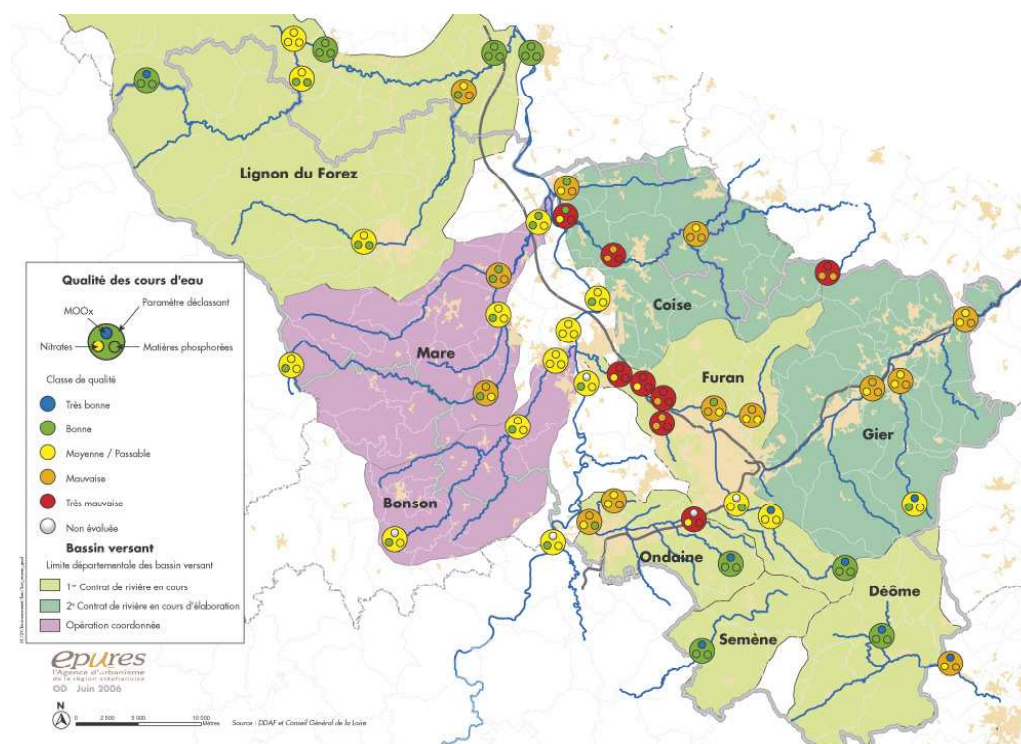 Lignon du Forez
Qualité des cours d'eau
MOOx
Paramètre déclassant
Nitrates
Matières phosphorées
Classe de qualité
Très bonne
Bonne
Moyenne / Passable
Mauvaise
Très mauvaise
Non évaluée
Bassin versant
Limite départementale des bassin versant
1er Contrat de rivière en cours
2e Contrat de rivière en cours d'élaboration
Opération coordonnée
Coise
Mare
Furan
Gier
Bonson
Ondaine
Déôme
Semène
epures
l'Agence d'urbanisme
de la région stéphanoise
OD Juin 2006
N
0 2 500 5 000 10 000
Mètres
Source : DDAF et Conseil Général de la Loire